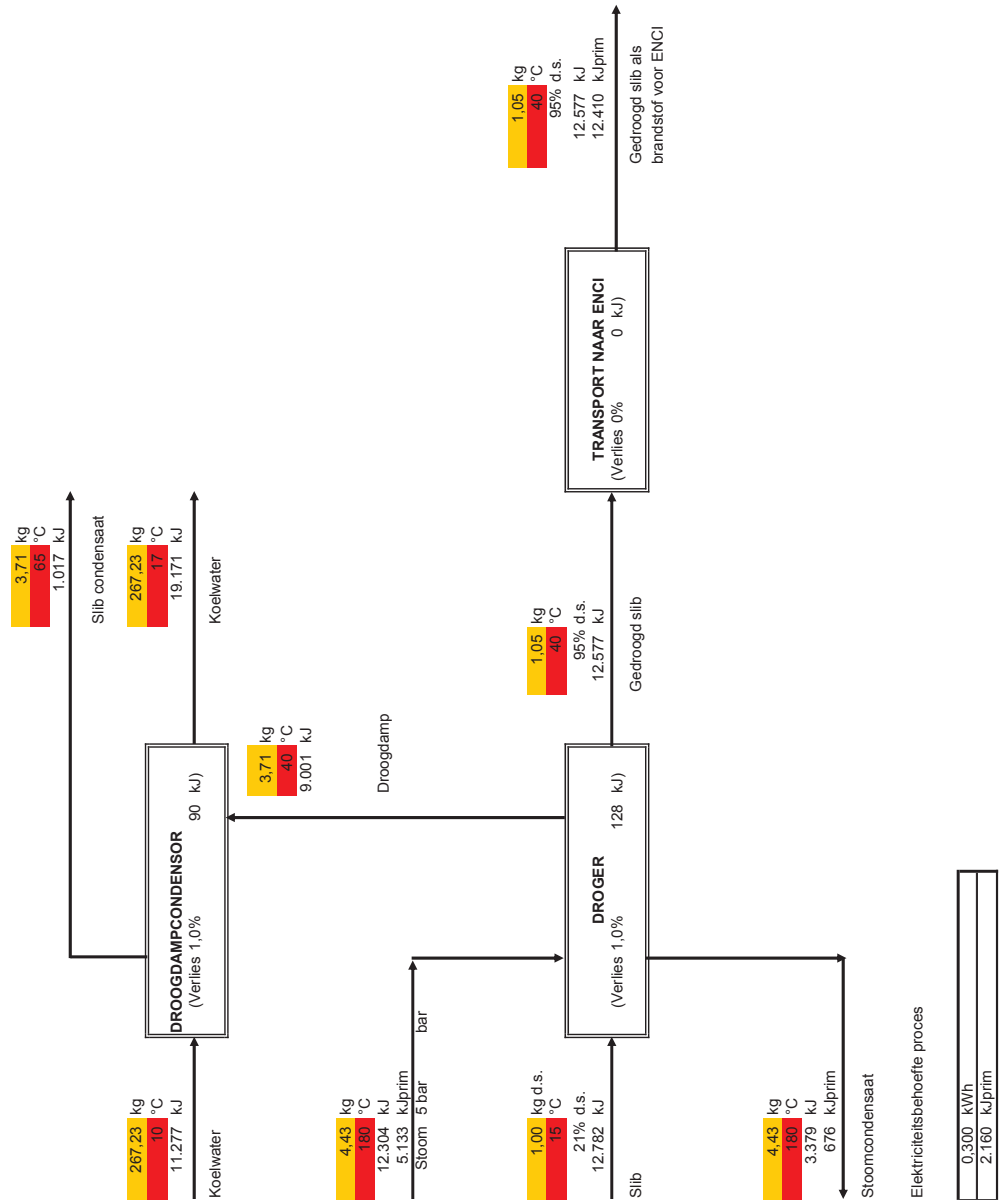 267,23 kg
10 °C
11.277 kJ
Koelwater
DROOGDAMPCONDENSOR
(Verlies 1,0% 90 kJ)
3,71 kg
65 °C
1.017 kJ
Slib condensaat
267,23 kg
17 °C
19.171 kJ
Koelwater
4,43 kg
180 °C
12.304 kJ
5.133 kJprim
Stoom 5 bar bar
3,71 kg
40 °C
9.001 kJ
Droogdamp
1,00 kg d.s.
15 °C
21% d.s.
12.782 kJ
Slib
DROGER
(Verlies 1,0% 128 kJ)
1,05 kg
40 °C
95% d.s.
12.577 kJ
Gedroogd slib
TRANSPORT NAAR ENCI
(Verlies 0% 0 kJ)
1,05 kg
40 °C
95% d.s.
12.577 kJ
12.410 kJprim
Gedroogd slib als
brandstof voor ENCI
4,43 kg
180 °C
3.379 kJ
676 kJprim
Stoomcondensaat
Elektriciteitsbehoefte proces
0,300 kWh
2.160 kJprim